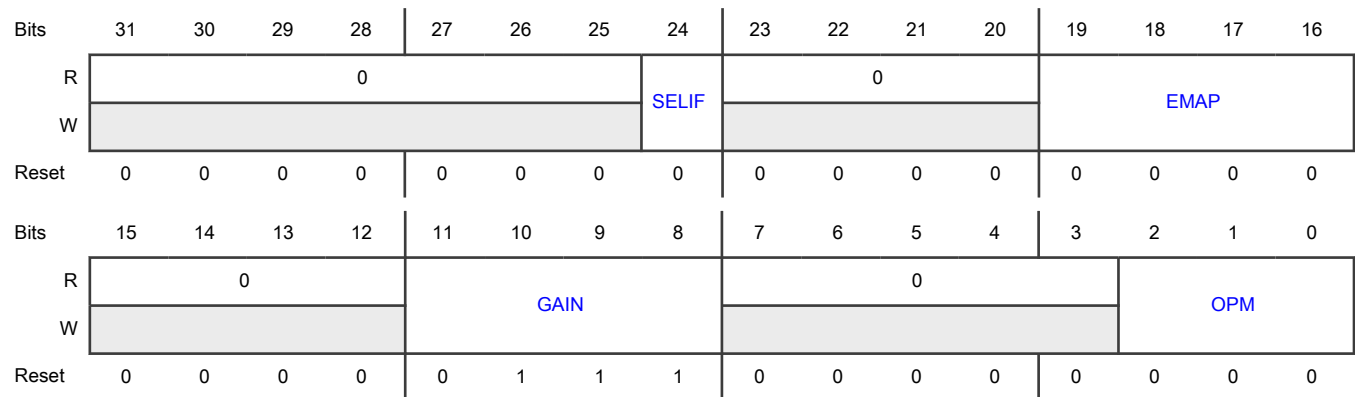 Bits 31 30 29 28 27 26 25 24 23 22 21 20 19 18 17 16
R 0 SELIF 0 EMAP
W
Reset 0 0 0 0 0 0 0 0 0 0 0 0 0 0 0 0
Bits 15 14 13 12 11 10 9 8 7 6 5 4 3 2 1 0
R 0 GAIN 0 OPM
W
Reset 0 0 0 0 0 1 1 1 0 0 0 0 0 0 0 0